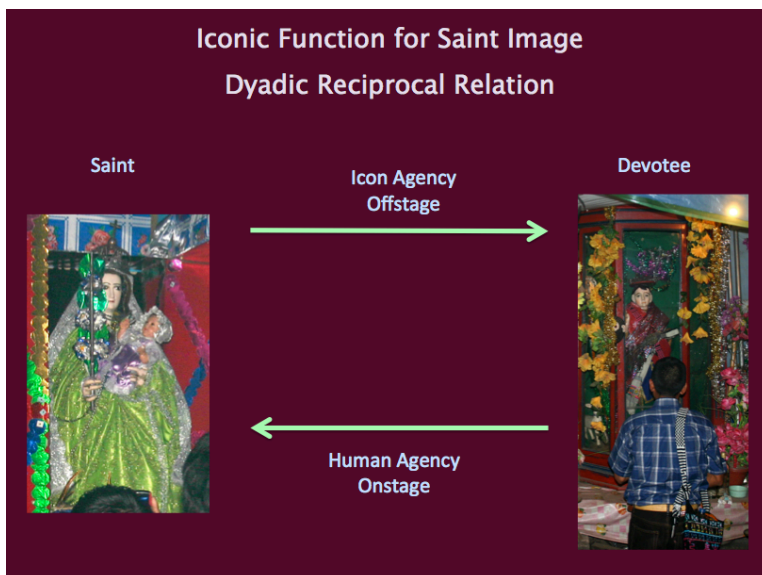 Iconic Function for Saint Image
Dyadic Reciprocal Relation
Saint
Icon Agency
Offstage
Devotee
Human Agency
Onstage